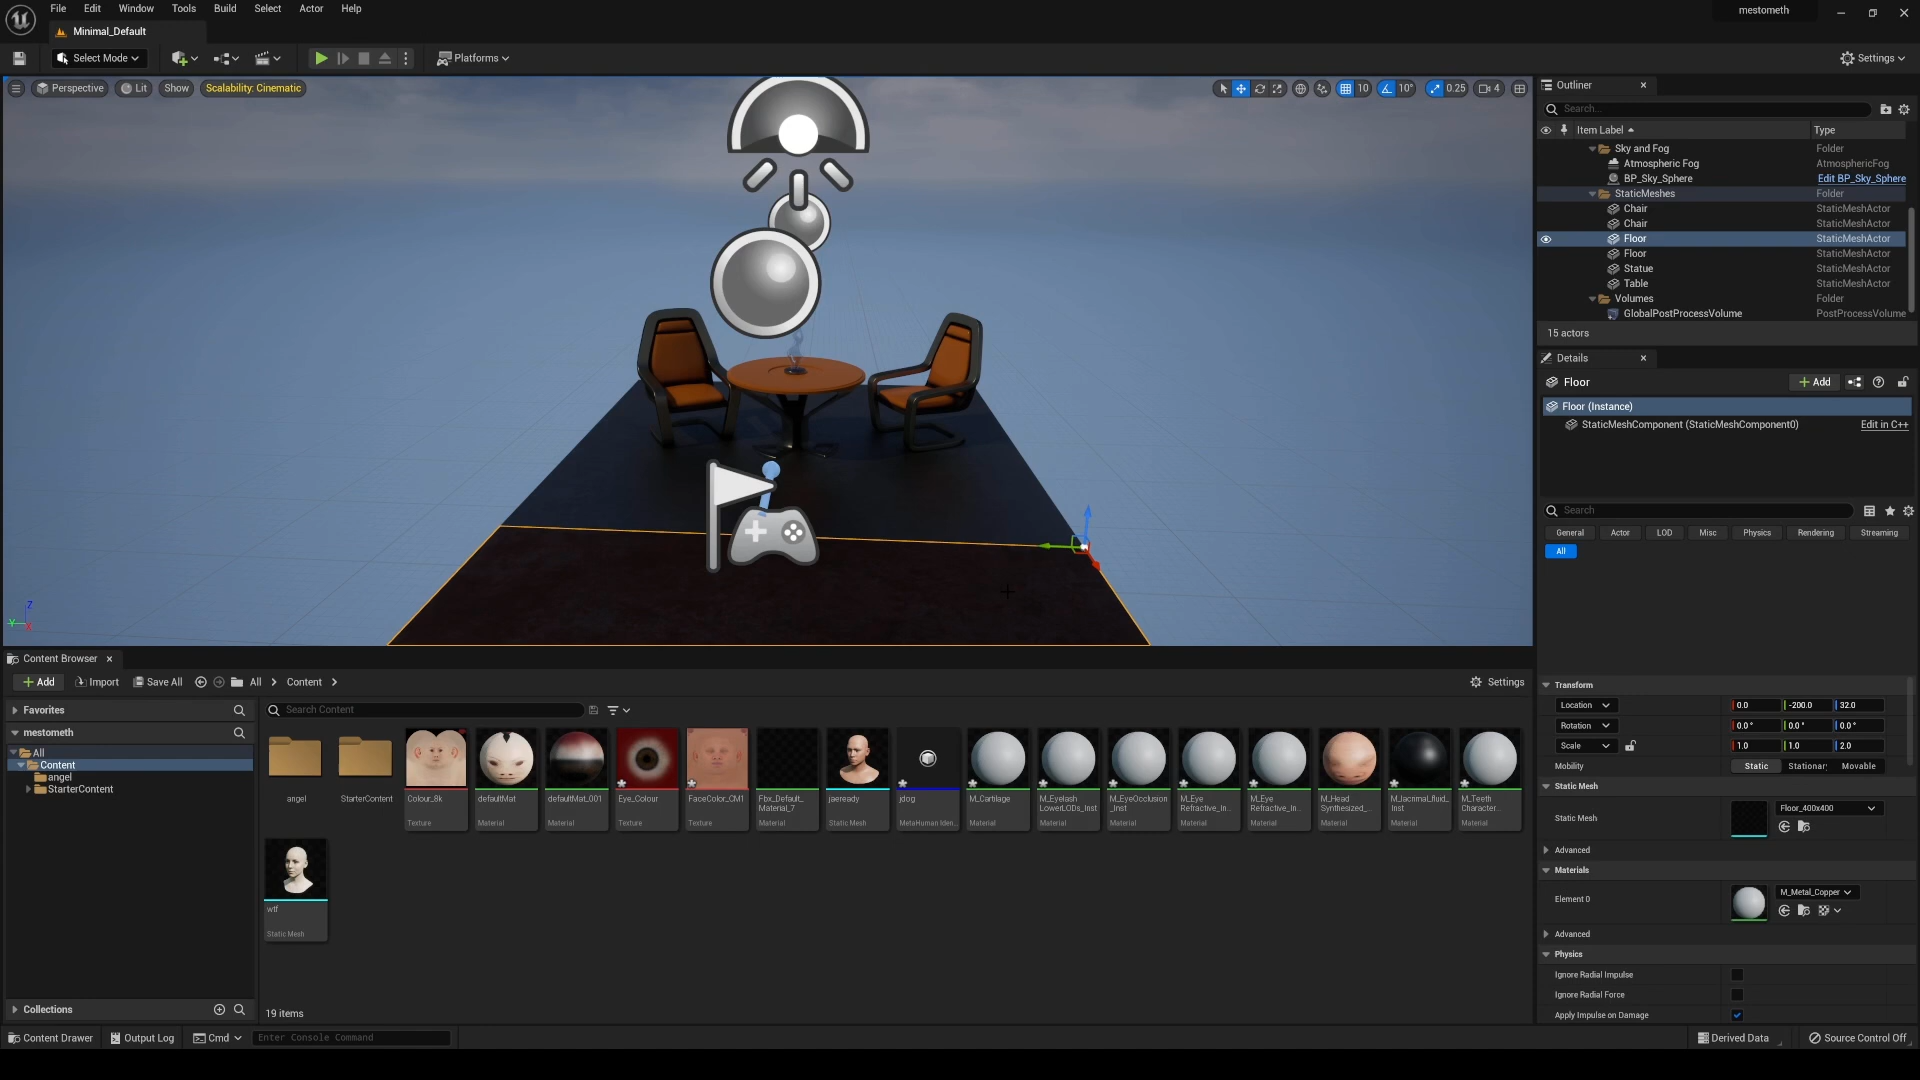 File Edit Window Tools Build Select Actor Help
mestometh
Minimal_Default
Select Mode
Platforms
Settings
Perspective Lit Show Scalability: Cinematic
10 10° 0.25 4
Outliner
Search...
Item Label Type
Sky and Fog Folder
Atmospheric Fog AtmosphericFog
BP_Sky_Sphere Edit BP_Sky_Sphere
StaticMeshes Folder
Chair StaticMeshActor
Chair StaticMeshActor
Floor StaticMeshActor
Floor StaticMeshActor
Statue StaticMeshActor
Table StaticMeshActor
Volumes Folder
GlobalPostProcessVolume PostProcessVolume
15 actors
Details
Floor
Add
Floor (Instance)
StaticMeshComponent (StaticMeshComponent0) Edit in C++
Search
General Actor LOD Misc Physics Rendering Streaming
All
Transform
Location 0.0 -200.0 32.0
Rotation 0.0° 0.0° 0.0°
Scale 1.0 1.0 2.0
Mobility Static Stationary Movable
Static Mesh
Static Mesh Floor_400x400
Advanced
Materials
Element 0 M_Metal_Copper
Advanced
Physics
Ignore Radial Impulse
Ignore Radial Force
Apply Impulse on Damage
Z
Y
X
Content Browser
Add Import Save All All Content Settings
Favorites
Search Content
mestometh
All
Content
angel
StarterContent
angel
StarterContent
Colour_8k
Texture
defaultMat
Material
defaultMat_001
Material
Eye_Colour
Texture
FaceColor_CM1
Texture
Fbx_Default_
Material_7
Material
jaeready
Static Mesh
jdog
MetaHuman Iden...
M_Cartilage
Material
M_Eyelash
LowerLODs_Inst
Material
M_EyeOcclusion
_Inst
Material
M_Eye
Refractive_In...
Material
M_Eye
Refractive_In...
Material
M_Head
Synthesized_...
Material
M_lacrimal_fluid_
Inst
Material
M_Teeth
Character...
Material
wtf
Static Mesh
Collections
19 items
Content Drawer Output Log Cmd Enter Console Command
Derived Data Source Control Off